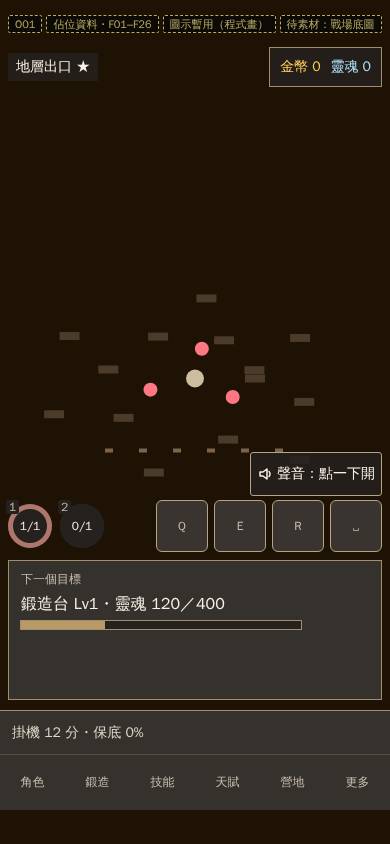 001 佔位資料・F01—F26 圖示暫用（程式畫） 待素材：戰場底圖
地層出口 ★ 金幣 0 靈魂 0
聲音：點一下開
1 1/1 2 0/1 Q E R ␣
下一個目標
鍛造台 Lv1・靈魂 120／400
掛機 12 分・保底 0%
角色 鍛造 技能 天賦 營地 更多